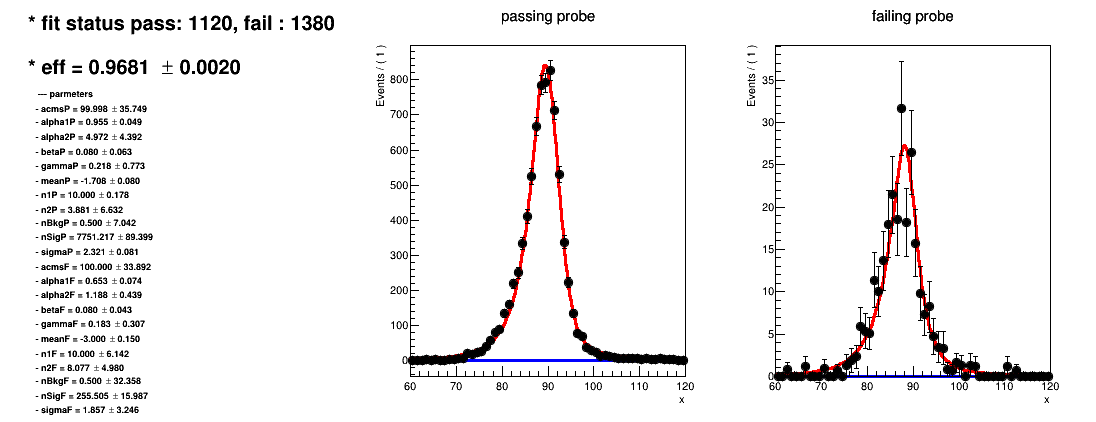 * fit status pass: 1120, fail : 1380
* eff = 0.9681 ± 0.0020
--- parmeters
- acmsP = 99.998 ± 35.749
- alpha1P = 0.955 ± 0.049
- alpha2P = 4.972 ± 4.392
- betaP = 0.080 ± 0.063
- gammaP = 0.218 ± 0.773
- meanP = -1.708 ± 0.080
- n1P = 10.000 ± 0.178
- n2P = 3.881 ± 6.632
- nBkgP = 0.500 ± 7.042
- nSigP = 7751.217 ± 89.399
- sigmaP = 2.321 ± 0.081
- acmsF = 100.000 ± 33.892
- alpha1F = 0.653 ± 0.074
- alpha2F = 1.188 ± 0.439
- betaF = 0.080 ± 0.043
- gammaF = 0.183 ± 0.307
- meanF = -3.000 ± 0.150
- n1F = 10.000 ± 6.142
- n2F = 8.077 ± 4.980
- nBkgF = 0.500 ± 32.358
- nSigF = 255.505 ± 15.987
- sigmaF = 1.857 ± 3.246
passing probe
Events / ( 1 )
800
700
600
500
400
300
200
100
0
60 70 80 90 100 110 120
x
failing probe
Events / ( 1 )
35
30
25
20
15
10
5
0
60 70 80 90 100 110 120
x